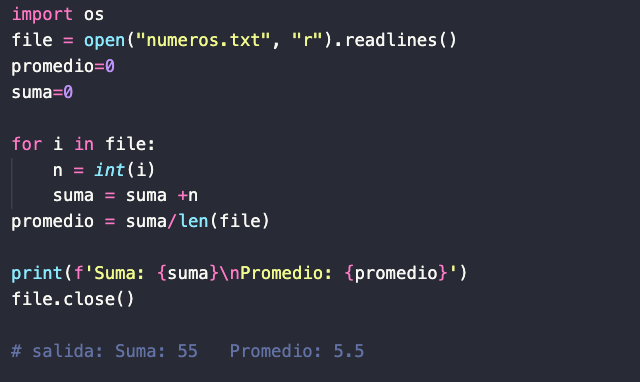 import os
file = open("numeros.txt", "r").readlines()
promedio=0
suma=0
for i in file:
    n = int(i)
    suma = suma +n
promedio = suma/len(file)
print(f'Suma: {suma}\nPromedio: {promedio}')
file.close()
# salida: Suma: 55   Promedio: 5.5